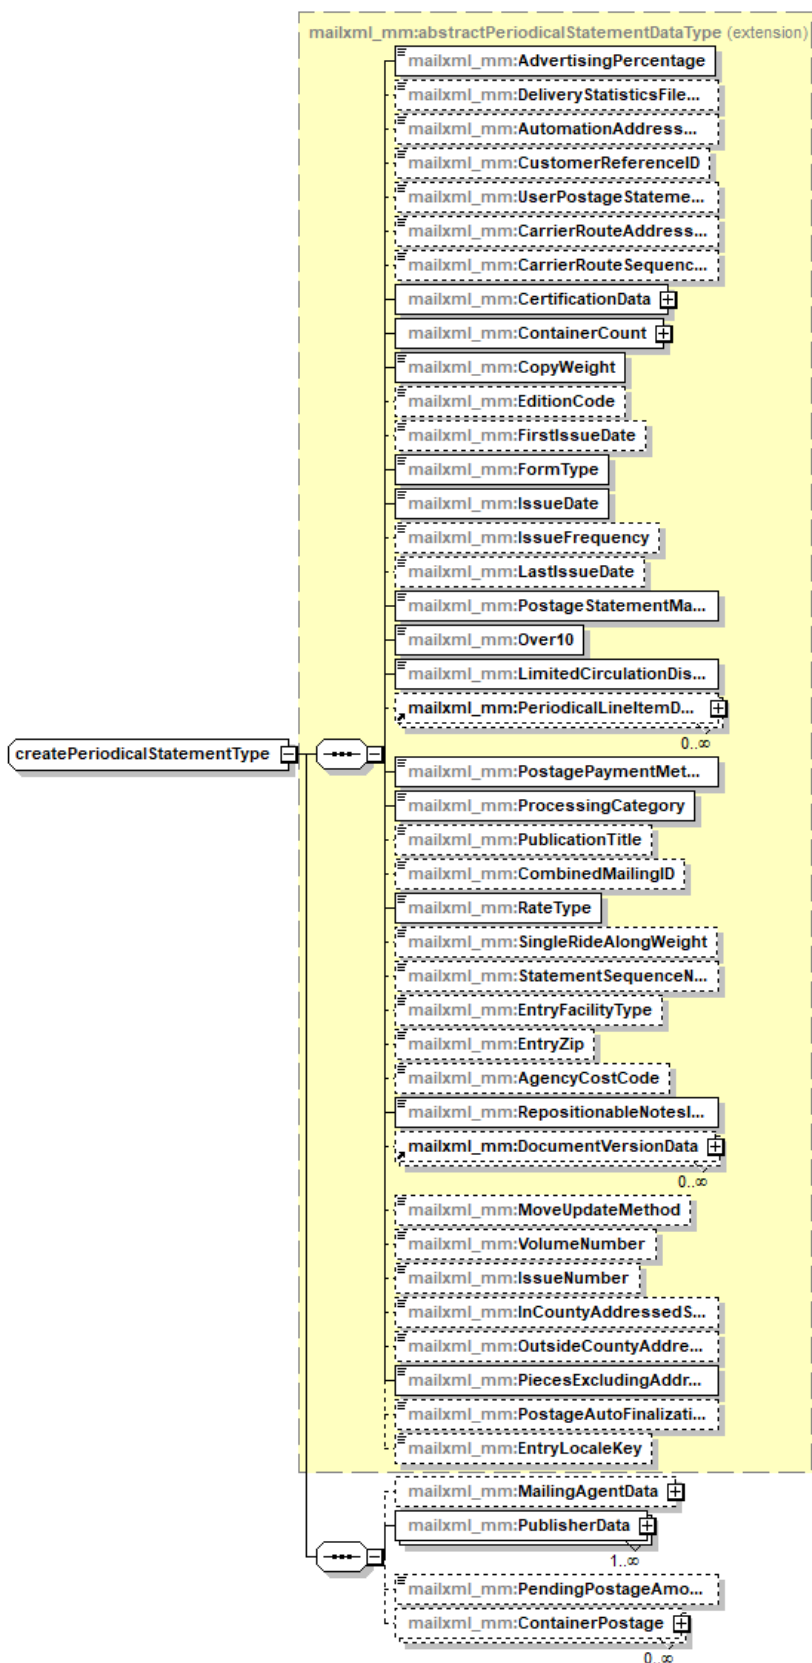 mailxml_mm:abstractPeriodicalStatementDataType (extension)
mailxml_mm:AdvertisingPercentage
mailxml_mm:DeliveryStatisticsFile...
mailxml_mm:AutomationAddress...
mailxml_mm:CustomerReferenceID
mailxml_mm:UserPostageStateme...
mailxml_mm:CarrierRouteAddress...
mailxml_mm:CarrierRouteSequenc...
mailxml_mm:CertificationData
mailxml_mm:ContainerCount
mailxml_mm:CopyWeight
mailxml_mm:EditionCode
mailxml_mm:FirstIssueDate
mailxml_mm:FormType
mailxml_mm:IssueDate
mailxml_mm:IssueFrequency
mailxml_mm:LastIssueDate
mailxml_mm:PostageStatementMa...
mailxml_mm:Over10
mailxml_mm:LimitedCirculationDis...
mailxml_mm:PeriodicalLineItemD...
0..∞
createPeriodicalStatementType
mailxml_mm:PostagePaymentMet...
mailxml_mm:ProcessingCategory
mailxml_mm:PublicationTitle
mailxml_mm:CombinedMailingID
mailxml_mm:RateType
mailxml_mm:SingleRideAlongWeight
mailxml_mm:StatementSequenceN...
mailxml_mm:EntryFacilityType
mailxml_mm:EntryZip
mailxml_mm:AgencyCostCode
mailxml_mm:RepositionableNotesI...
mailxml_mm:DocumentVersionData
0..∞
mailxml_mm:MoveUpdateMethod
mailxml_mm:VolumeNumber
mailxml_mm:IssueNumber
mailxml_mm:InCountyAddressedS...
mailxml_mm:OutsideCountyAddre...
mailxml_mm:PiecesExcludingAddr...
mailxml_mm:PostageAutoFinalizati...
mailxml_mm:EntryLocaleKey
mailxml_mm:MailingAgentData
mailxml_mm:PublisherData
1..∞
mailxml_mm:PendingPostageAmo...
mailxml_mm:ContainerPostage
0..∞